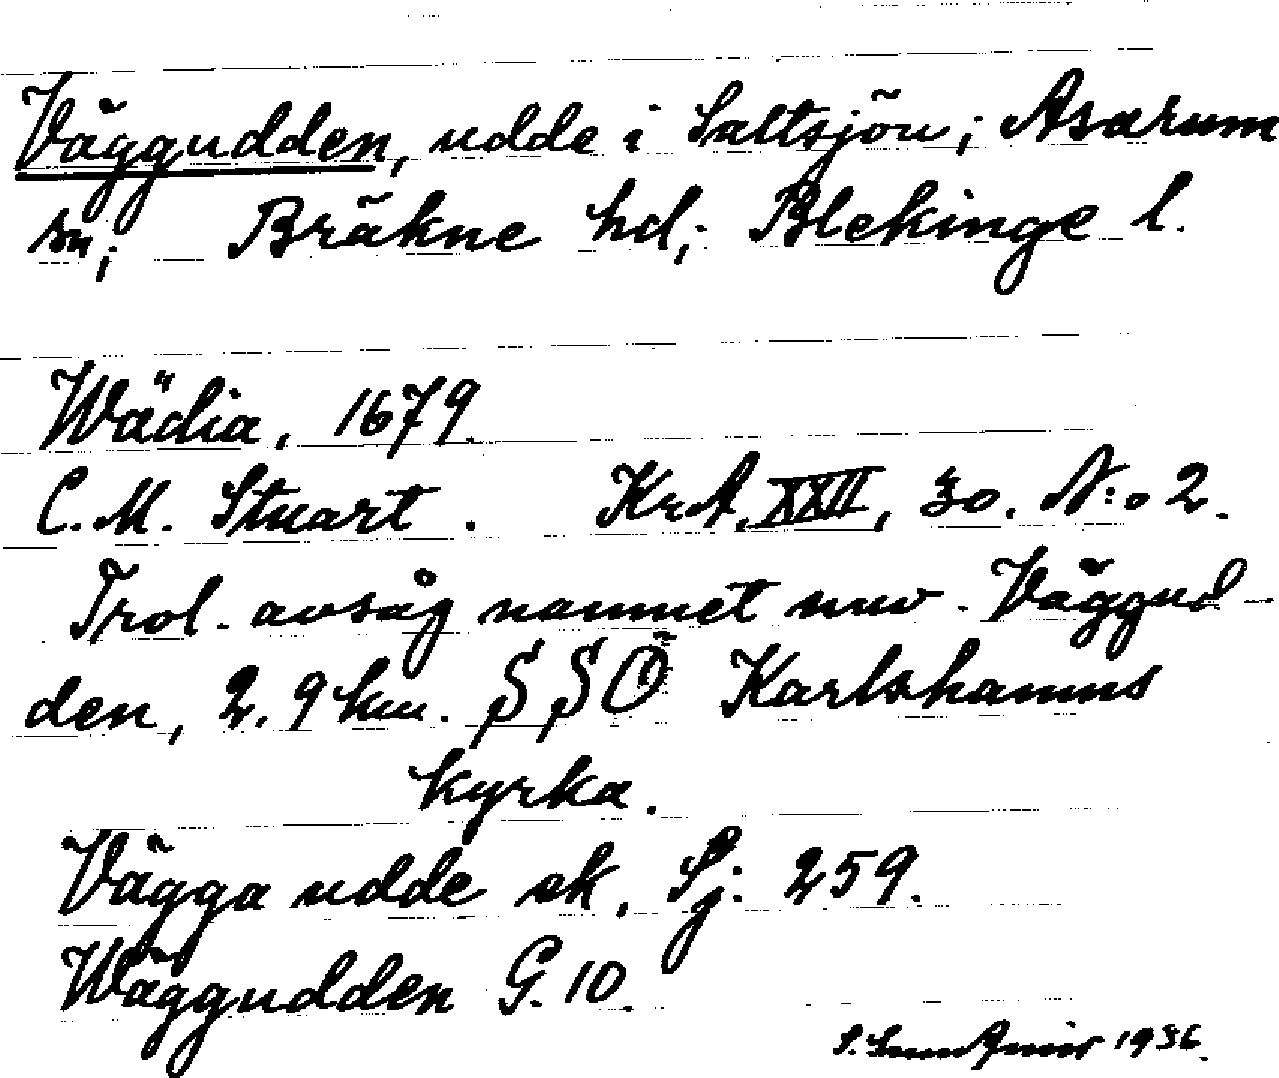 Väggudden, udde i Saltsjön; Asarum
sn; Bräkne hd; Blekinge l.
Wädia, 1679.
C. M. Stuart. KrA, XXII, 30. N:o 2.
Trol. avsåg namnet nuv. Väggud-
den, 2,9 km. SSÖ Karlshamns
kyrka.
Vägga udde ek. Sj: 259.
Wäggudden G. 10.
S. 1936.